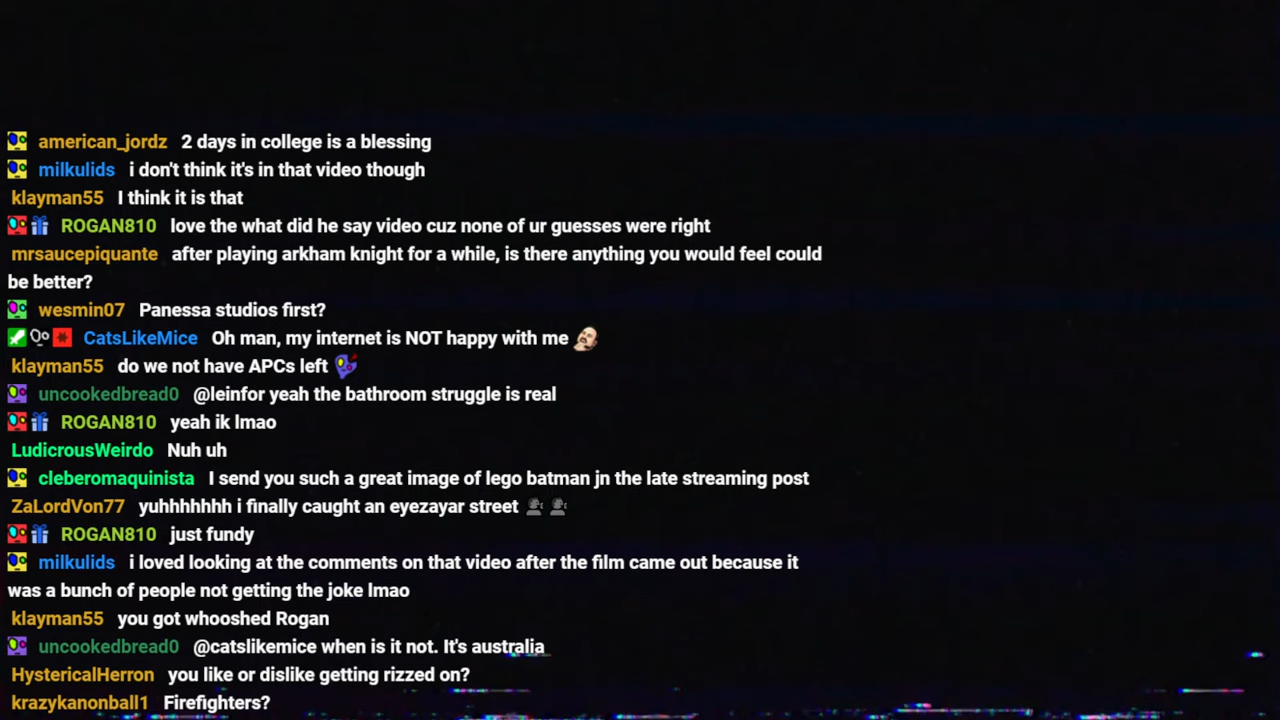 american_jordz 2 days in college is a blessing
milkulids i don't think it's in that video though
klayman55 I think it is that
ROGAN810 love the what did he say video cuz none of ur guesses were right
mrsaucepiquante after playing arkham knight for a while, is there anything you would feel could
be better?
wesmin07 Panessa studios first?
CatsLikeMice Oh man, my internet is NOT happy with me
klayman55 do we not have APCs left
uncookedbread0 @leinfor yeah the bathroom struggle is real
ROGAN810 yeah ik lmao
LudicrousWeirdo Nuh uh
cleberomaquinista I send you such a great image of lego batman jn the late streaming post
ZaLordVon77 yuhhhhhhh i finally caught an eyezayar street
ROGAN810 just fundy
milkulids i loved looking at the comments on that video after the film came out because it
was a bunch of people not getting the joke lmao
klayman55 you got whooshed Rogan
uncookedbread0 @catslikemice when is it not. It's australia
HystericalHerron you like or dislike getting rizzed on?
krazykanonball1 Firefighters?